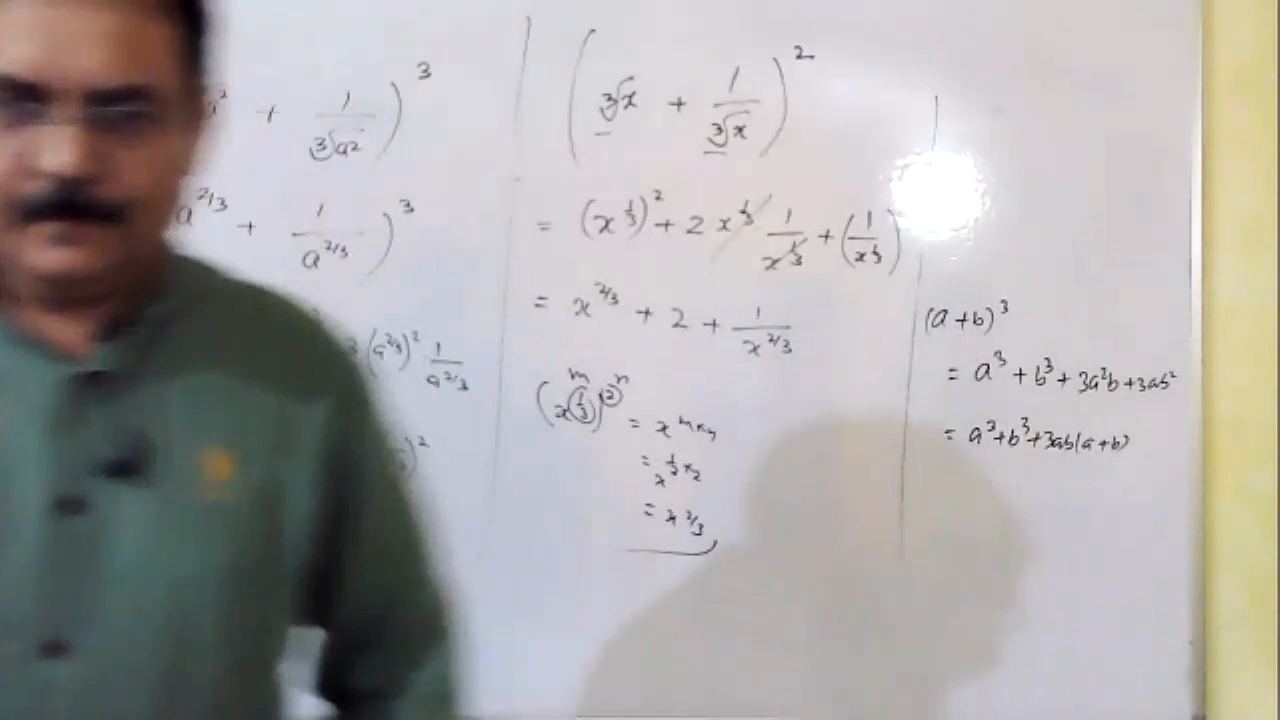 ² + 1/∛a² )³
a^2/3 + 1/a^2/3 )³
(a^2/3)² 1/a^2/3
)²
( ∛x + 1/∛x )²
= (x^1/3)² + 2 x^1/3 1/x^1/3 + (1/x^1/3)
= x^2/3 + 2 + 1/x^2/3
m n
(x^1/3)^2 = x^m×n
= x^1/3×2
= x^2/3
(a+b)³
= a³ + b³ + 3a²b + 3ab²
= a³+b³+3ab(a+b)